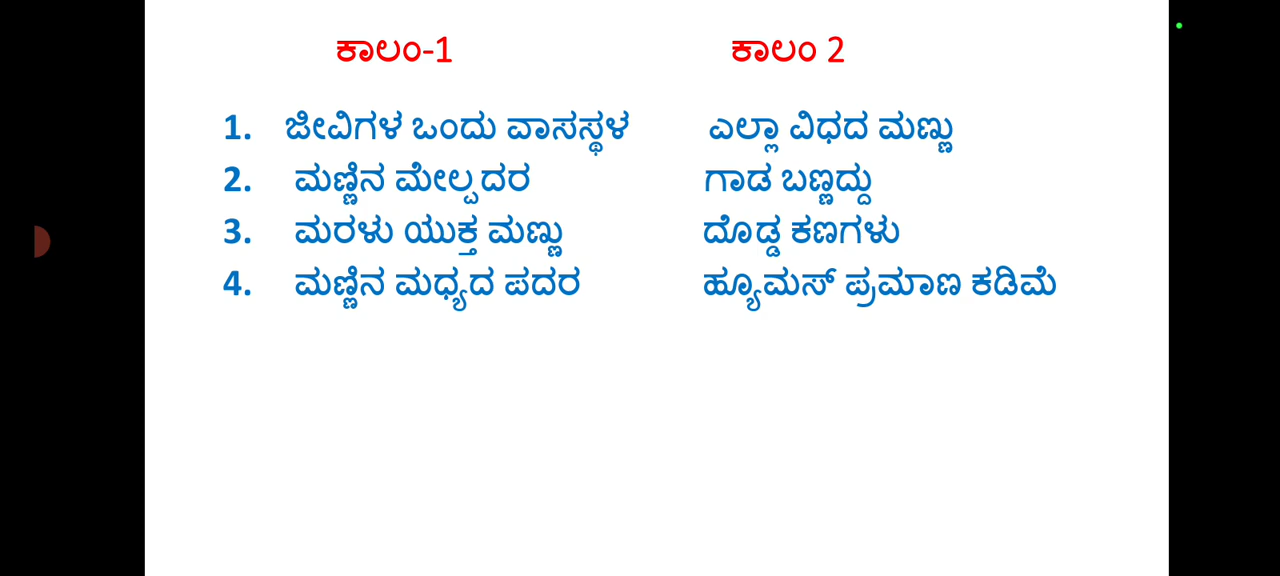 ಕಾಲಂ-1 ಕಾಲಂ 2
1. ಜೀವಿಗಳ ಒಂದು ವಾಸಸ್ಥಳ ಎಲ್ಲಾ ವಿಧದ ಮಣ್ಣು
2. ಮಣ್ಣಿನ ಮೇಲ್ಪದರ ಗಾಡ ಬಣ್ಣದ್ದು
3. ಮರಳು ಯುಕ್ತ ಮಣ್ಣು ದೊಡ್ಡ ಕಣಗಳು
4. ಮಣ್ಣಿನ ಮಧ್ಯದ ಪದರ ಹ್ಯೂಮಸ್ ಪ್ರಮಾಣ ಕಡಿಮೆ